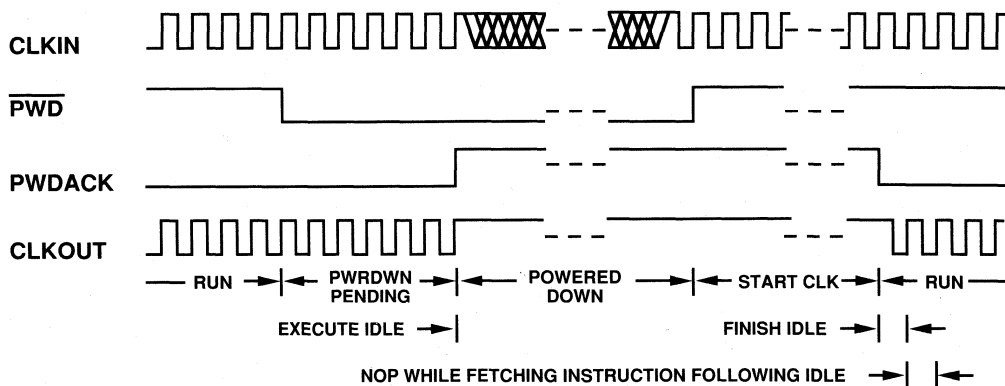 CLKIN
PWD
PWDACK
CLKOUT
RUN
PWRDWN
PENDING
POWERED
DOWN
START CLK
RUN
EXECUTE IDLE
FINISH IDLE
NOP WHILE FETCHING INSTRUCTION FOLLOWING IDLE